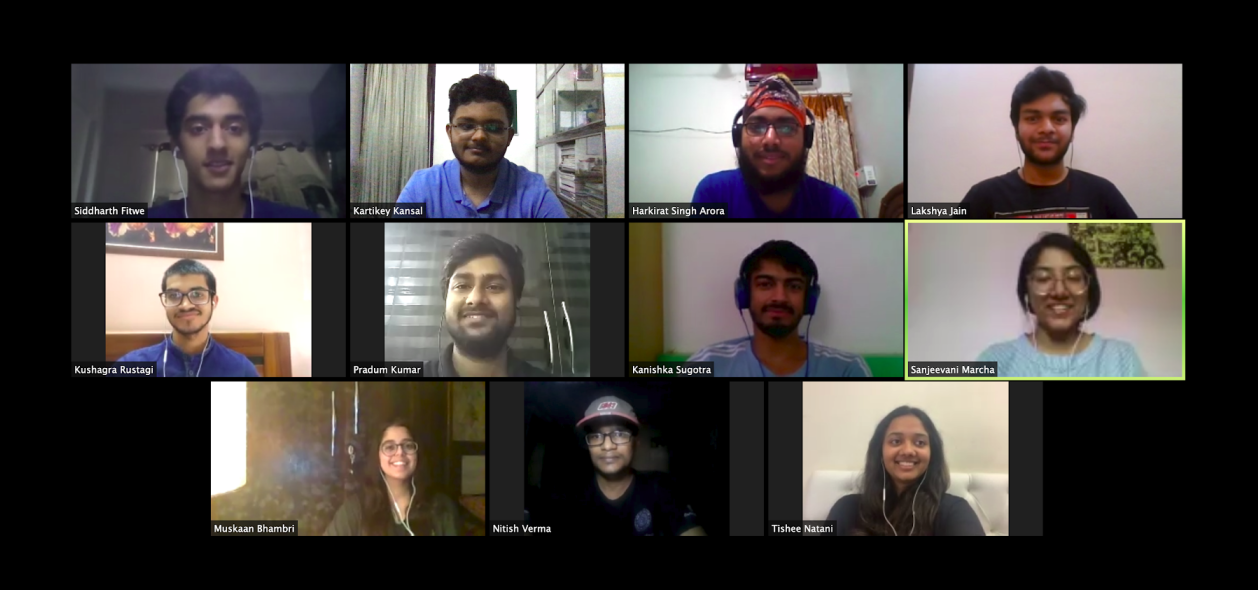 Siddharth Fitwe
Kartikey Kansal
Harkirat Singh Arora
Lakshya Jain
Kushagra Rustagi
Pradum Kumar
Kanishka Sugotra
Sanjeevani Marcha
Muskaan Bhambri
Nitish Verma
Tishee Natani